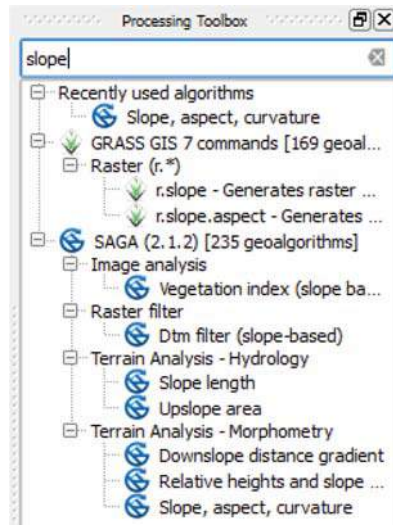 Processing Toolbox
slope
Recently used algorithms
Slope, aspect, curvature
GRASS GIS 7 commands [169 geoal...
Raster (r.*)
r.slope - Generates raster ...
r.slope.aspect - Generates ...
SAGA (2.1.2) [235 geoalgorithms]
Image analysis
Vegetation index (slope ba...
Raster filter
Dtm filter (slope-based)
Terrain Analysis - Hydrology
Slope length
Upslope area
Terrain Analysis - Morphometry
Downslope distance gradient
Relative heights and slope ...
Slope, aspect, curvature